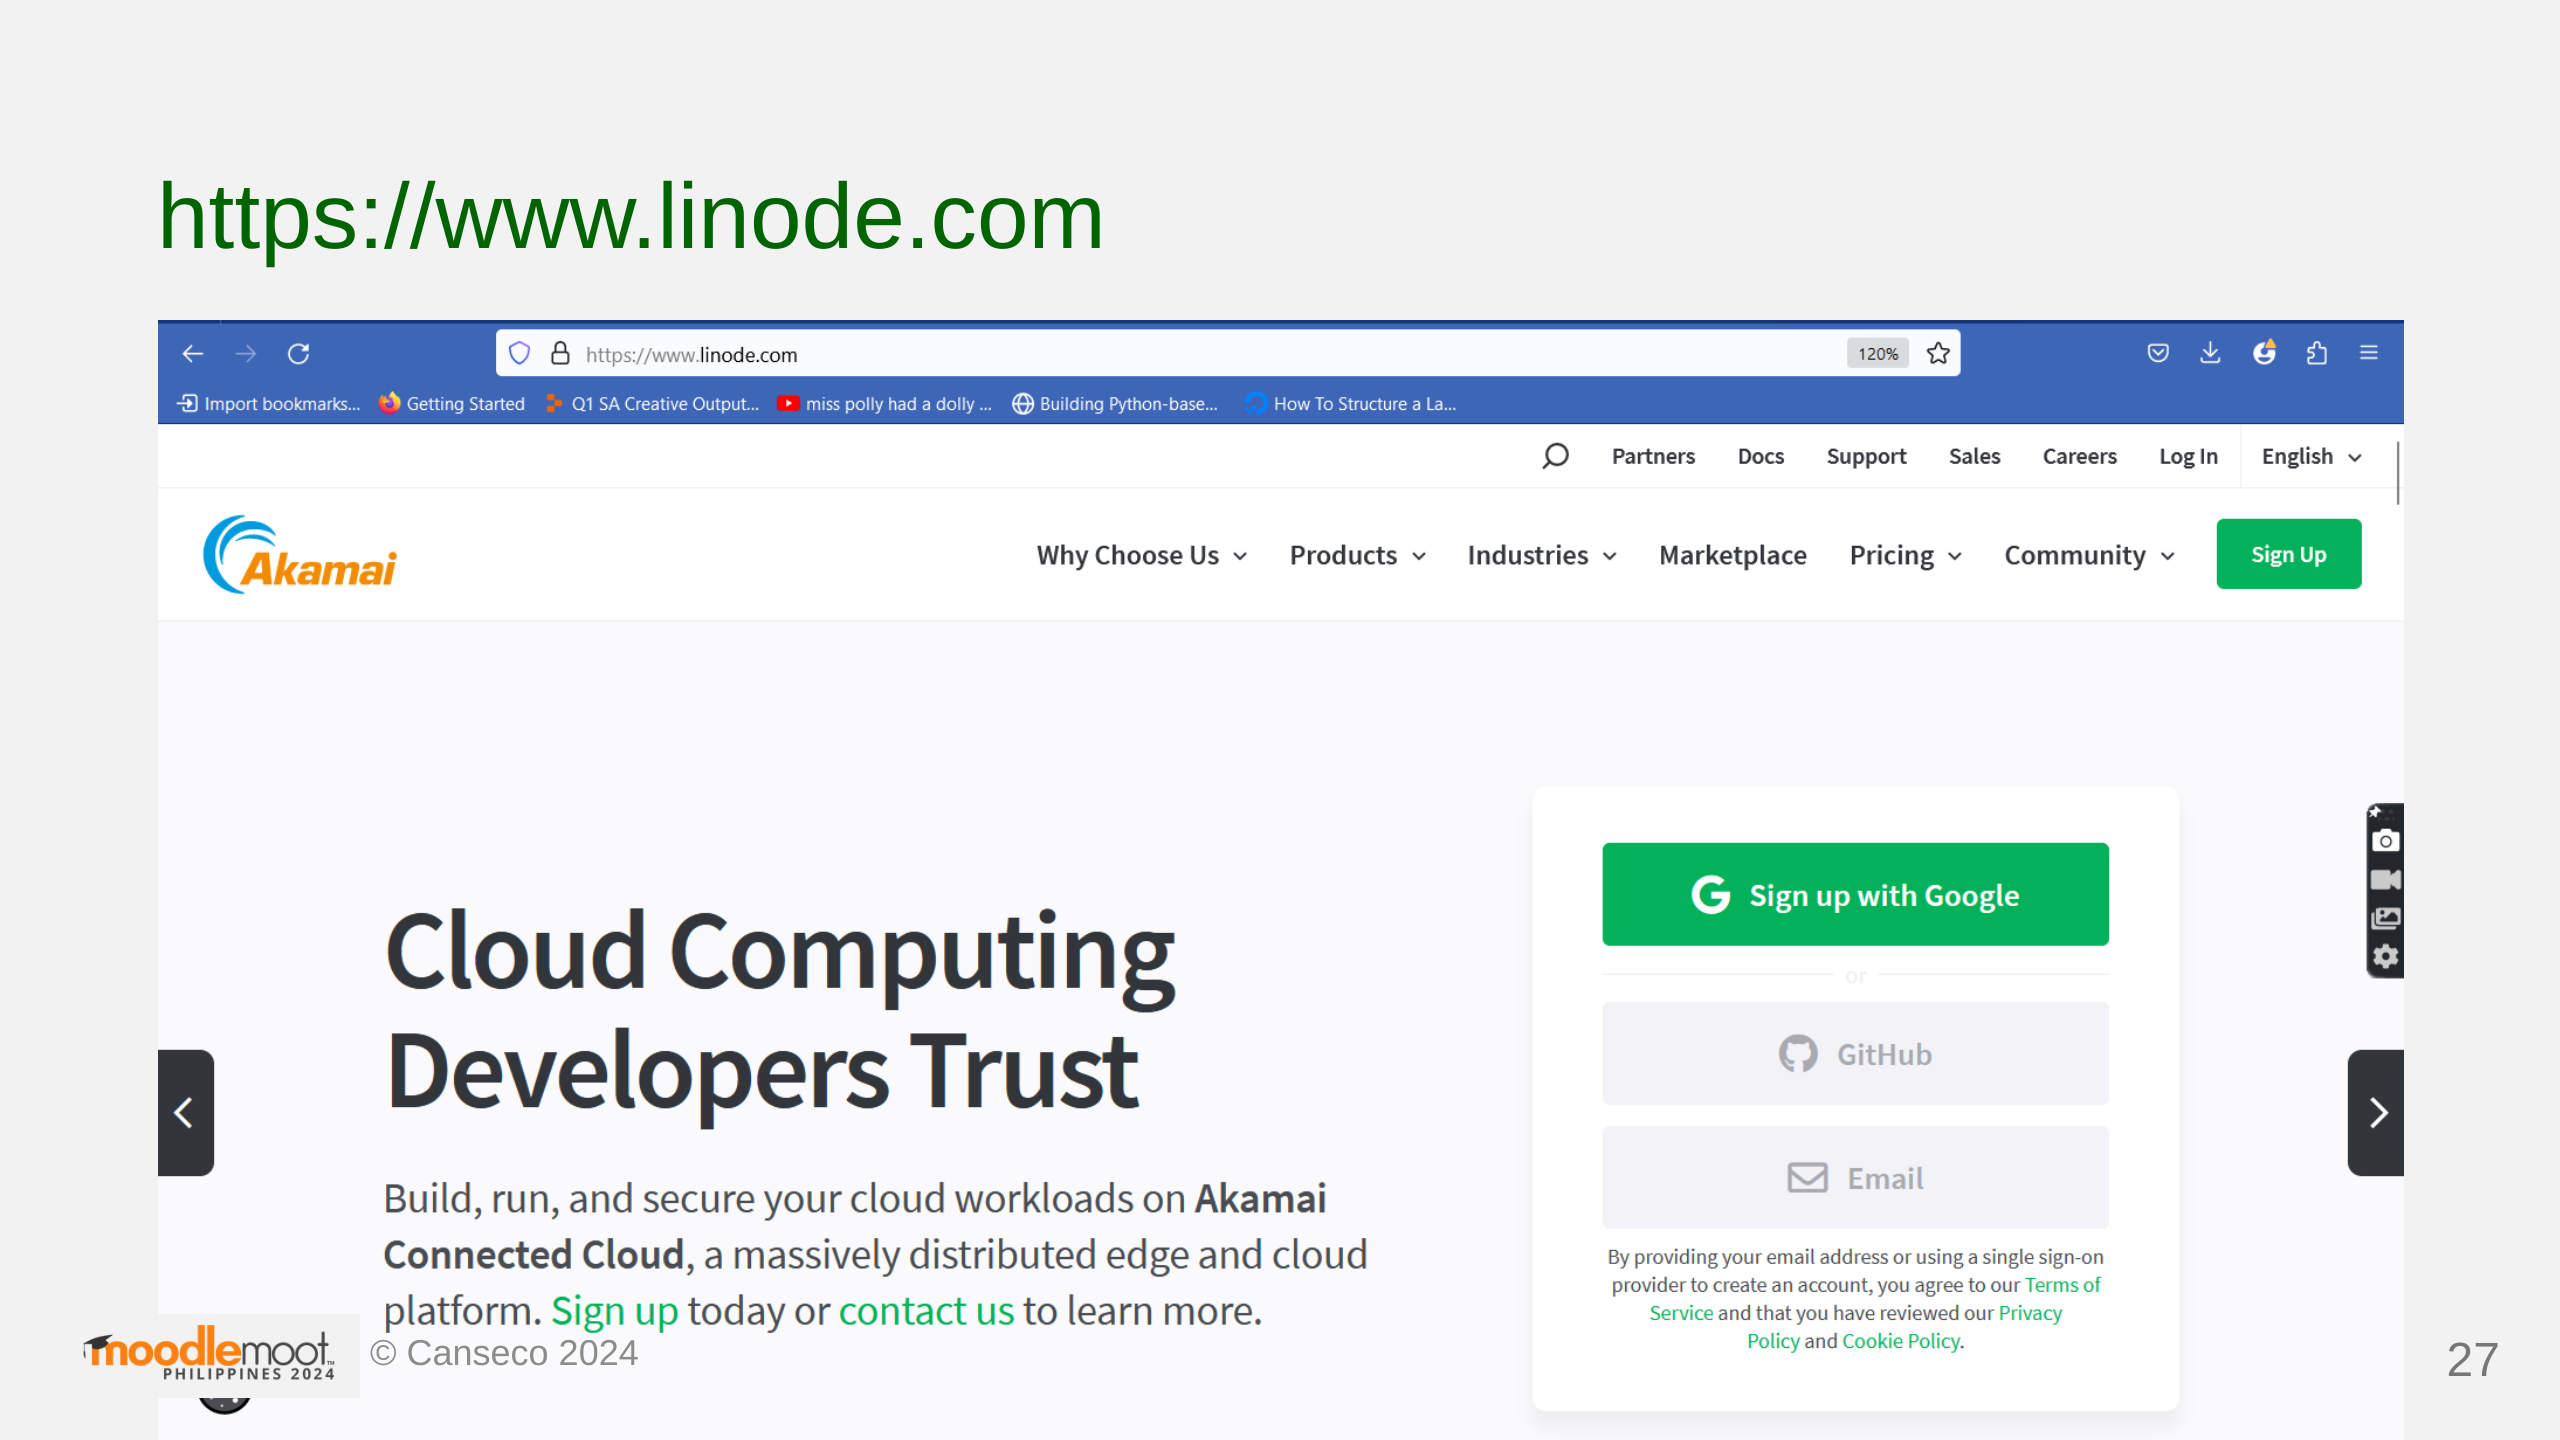 https://www.linode.com
https://www.linode.com
120%
Import bookmarks...
Getting Started
Q1 SA Creative Output...
miss polly had a dolly ...
Building Python-base...
How To Structure a La...
Partners
Docs
Support
Sales
Careers
Log In
English
Akamai
Why Choose Us
Products
Industries
Marketplace
Pricing
Community
Sign Up
Cloud Computing
Developers Trust
Build, run, and secure your cloud workloads on Akamai
Connected Cloud, a massively distributed edge and cloud
platform. Sign up today or contact us to learn more.
Sign up with Google
or
GitHub
Email
By providing your email address or using a single sign-on
provider to create an account, you agree to our Terms of
Service and that you have reviewed our Privacy
Policy and Cookie Policy.
moodlemoot™
PHILIPPINES 2024
© Canseco 2024
27